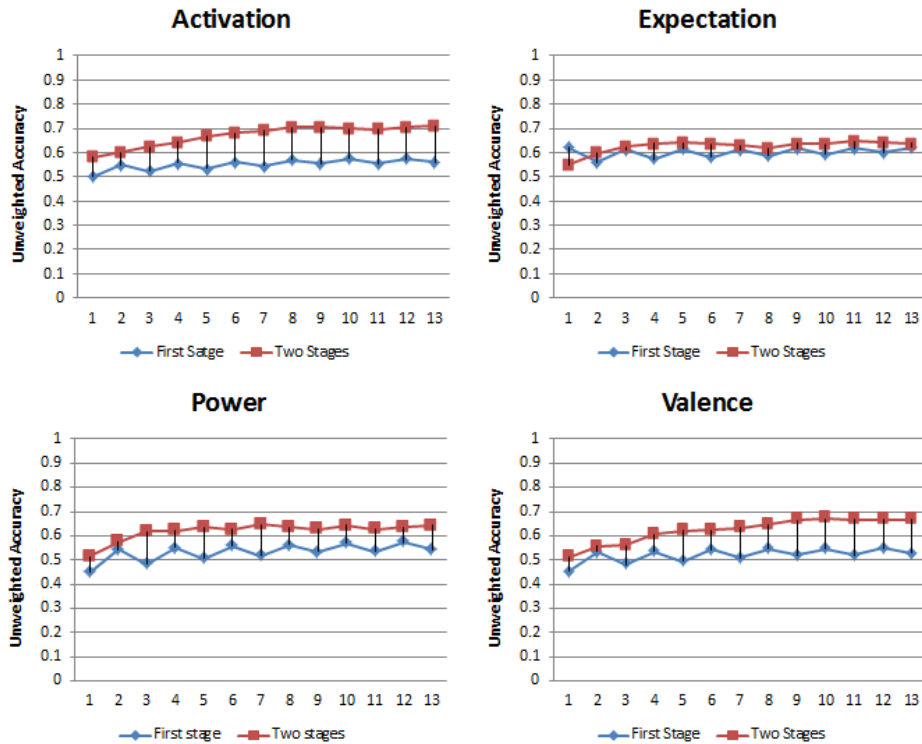 Activation
Unweighted Accuracy
1
0.9
0.8
0.7
0.6
0.5
0.4
0.3
0.2
0.1
0
1 2 3 4 5 6 7 8 9 10 11 12 13
First Satge Two Stages
Expectation
Unweighted Accuracy
1
0.9
0.8
0.7
0.6
0.5
0.4
0.3
0.2
0.1
0
1 2 3 4 5 6 7 8 9 10 11 12 13
First Stage Two Stages
Power
Unweighted Accuracy
1
0.9
0.8
0.7
0.6
0.5
0.4
0.3
0.2
0.1
0
1 2 3 4 5 6 7 8 9 10 11 12 13
First stage Two stages
Valence
Unweighted Accuracy
1
0.9
0.8
0.7
0.6
0.5
0.4
0.3
0.2
0.1
0
1 2 3 4 5 6 7 8 9 10 11 12 13
First Stage Two Stages